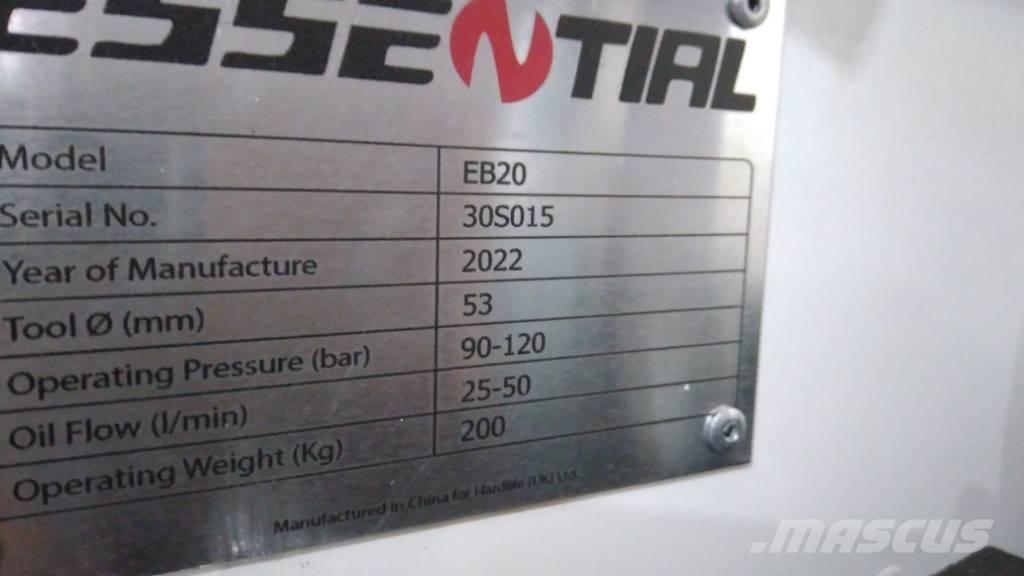 ESSENTIAL
Model EB20
Serial No. 30S015
Year of Manufacture 2022
Tool Ø (mm) 53
Operating Pressure (bar) 90-120
Oil Flow (l/min) 25-50
Operating Weight (Kg) 200
Manufactured in China for Hardlife (UK) Ltd.
.MASCUS